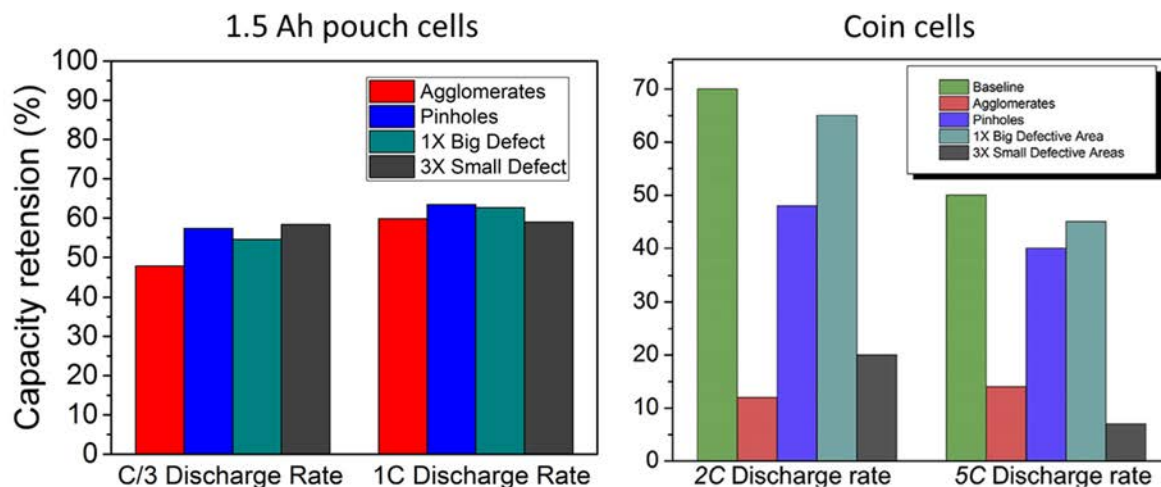 1.5 Ah pouch cells
Capacity retension (%)
100
90
80
70
60
50
40
30
20
10
0
Agglomerates
Pinholes
1X Big Defect
3X Small Defect
C/3 Discharge Rate
1C Discharge Rate
Coin cells
70
60
50
40
30
20
10
0
Baseline
Agglomerates
Pinholes
1X Big Defective Area
3X Small Defective Areas
2C Discharge rate
5C Discharge rate